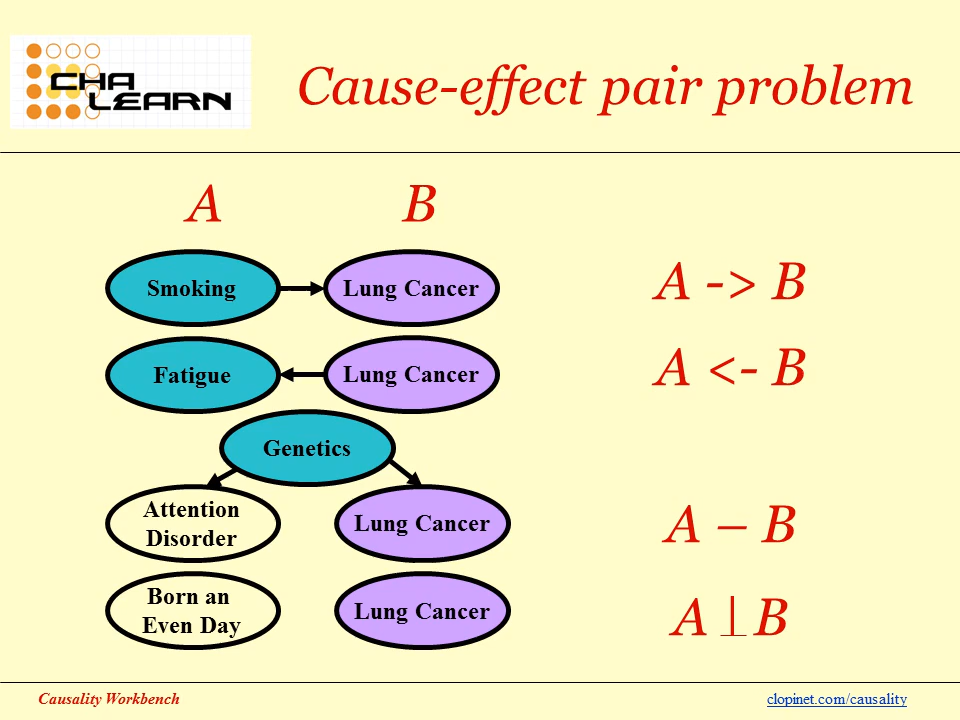 CHA
LEARN
Cause-effect pair problem
A B
Smoking Lung Cancer A -> B
Fatigue Lung Cancer A <- B
Genetics
Attention
Disorder Lung Cancer A – B
Born an
Even Day Lung Cancer A ⊥ B
Causality Workbench clopinet.com/causality